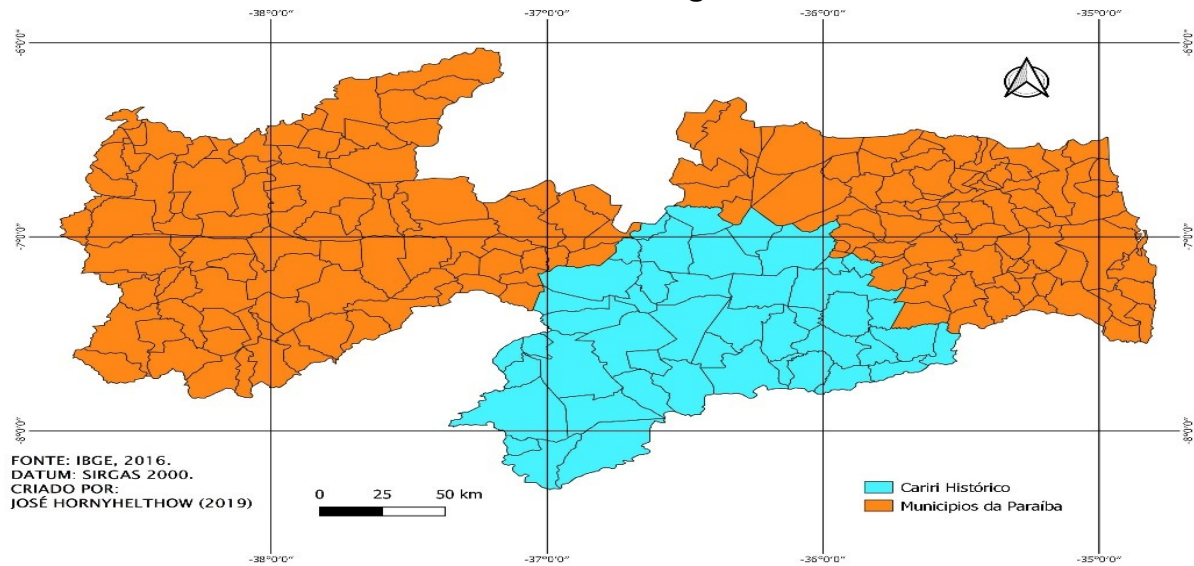 -38°0'0" -37°0'0" -36°0'0" -35°0'0"
-6°0'0" -6°0'0"
-7°0'0" -7°0'0"
-8°0'0" -8°0'0"
FONTE: IBGE, 2016.
DATUM: SIRGAS 2000.
CRIADO POR:
JOSÉ HORNYHELTHOW (2019)
0 25 50 km
Cariri Histórico
Municipios da Paraíba
-38°0'0" -37°0'0" -36°0'0" -35°0'0"